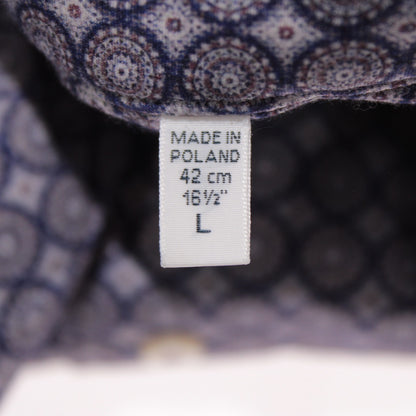 MADE IN
POLAND
42 cm
16½"
L